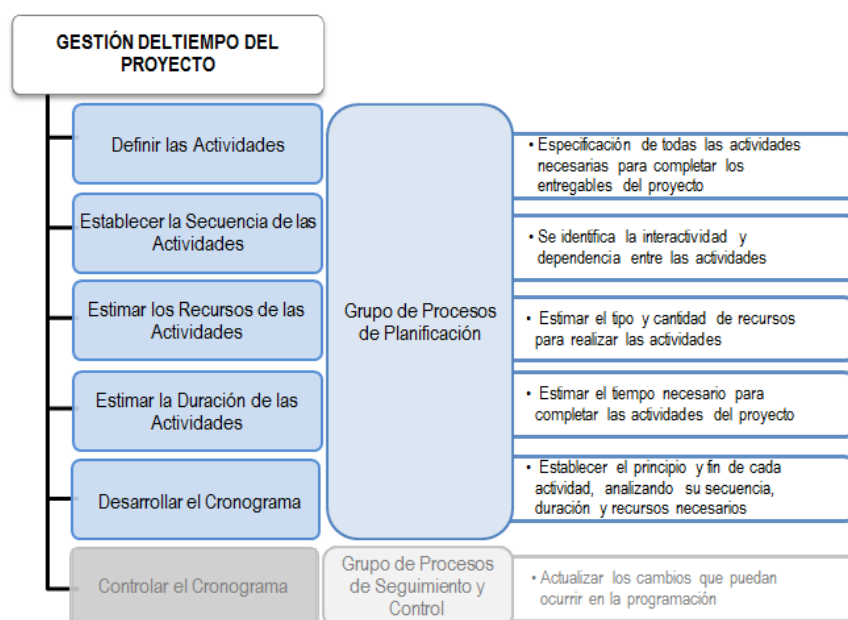 GESTIÓN DELTIEMPO DEL
PROYECTO
Definir las Actividades
Establecer la Secuencia de las
Actividades
Estimar los Recursos de las
Actividades
Estimar la Duración de las
Actividades
Desarrollar el Cronograma
Controlar el Cronograma
Grupo de Procesos
de Planificación
Grupo de Procesos
de Seguimiento y
Control
• Especificación de todas las actividades
necesarias para completar los
entregables del proyecto
• Se identifica la interactividad y
dependencia entre las actividades
• Estimar el tipo y cantidad de recursos
para realizar las actividades
• Estimar el tiempo necesario para
completar las actividades del proyecto
• Establecer el principio y fin de cada
actividad, analizando su secuencia,
duración y recursos necesarios
• Actualizar los cambios que puedan
ocurrir en la programación